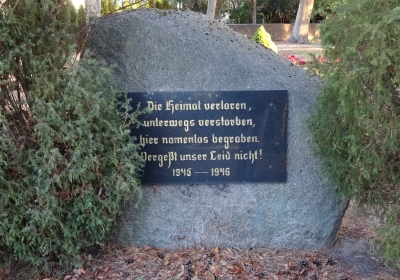 Die Heimat verloren,
unterwegs verstorben,
hier namenlos begraben.
Vergeßt unser Leid nicht!
1945 — 1946